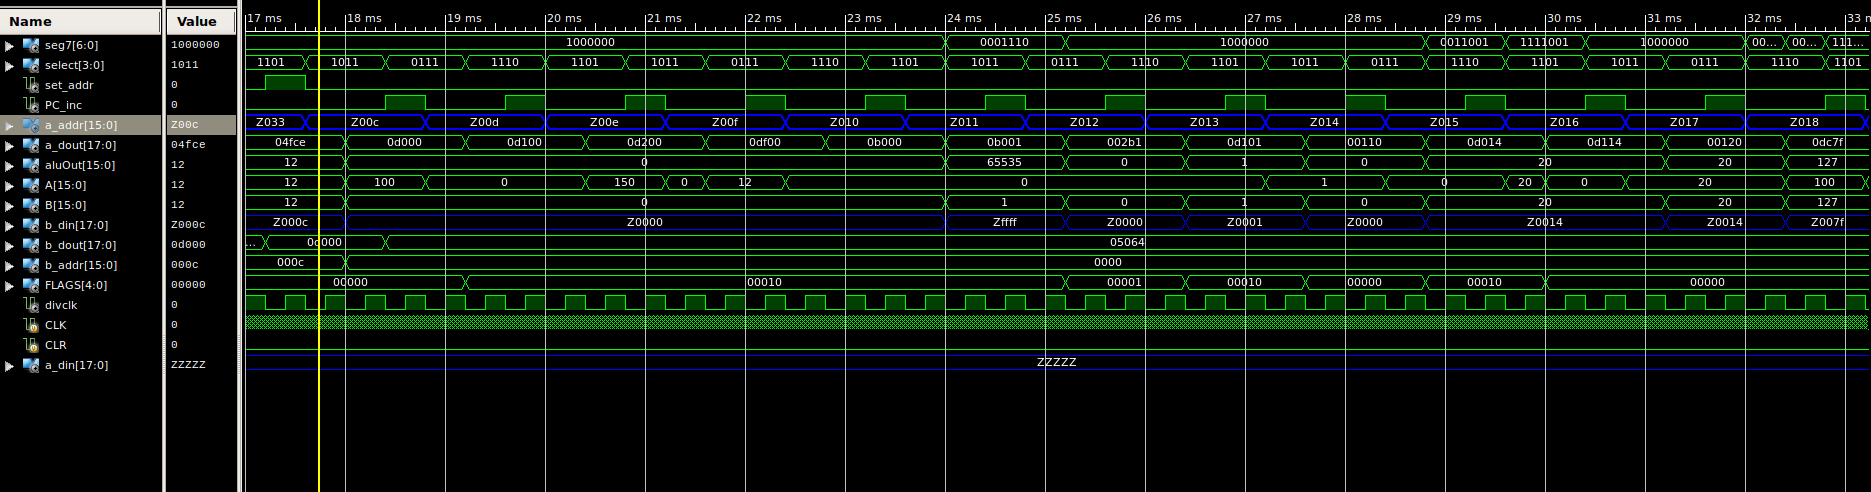 Name Value 17 ms 18 ms 19 ms 20 ms 21 ms 22 ms 23 ms 24 ms 25 ms 26 ms 27 ms 28 ms 29 ms 30 ms 31 ms 32 ms 33 m
seg7[6:0] 1000000 1000000 0001110 1000000 0011001 1111001 1000000 00... 00... 111...
select[3:0] 1011 1101 1011 0111 1110 1101 1011 0111 1110 1101 1011 0111 1110 1101 1011 0111 1110 1101 1011 0111 1110 1101
set_addr 0
PC_inc 0
a_addr[15:0] Z00c Z033 Z00c Z00d Z00e Z00f Z010 Z011 Z012 Z013 Z014 Z015 Z016 Z017 Z018
a_dout[17:0] 04fce 04fce 0d000 0d100 0d200 0df00 0b000 0b001 002b1 0d101 00110 0d014 0d114 00120 0dc7f
aluOut[15:0] 12 12 0 65535 0 1 0 20 20 127
A[15:0] 12 12 100 0 150 0 12 0 1 0 20 0 20 100
B[15:0] 12 12 0 1 0 1 0 20 20 127
b_din[17:0] Z000c Z000c Z0000 Zffff Z0000 Z0001 Z0000 Z0014 Z0014 Z007f
b_dout[17:0] 0d000 ... 0d000 05064
b_addr[15:0] 000c 000c 0000
FLAGS[4:0] 00000 00000 00010 00001 00010 00000 00010 00000
divclk 0
CLK 0
CLR 0
a_din[17:0] ZZZZZ ZZZZZ